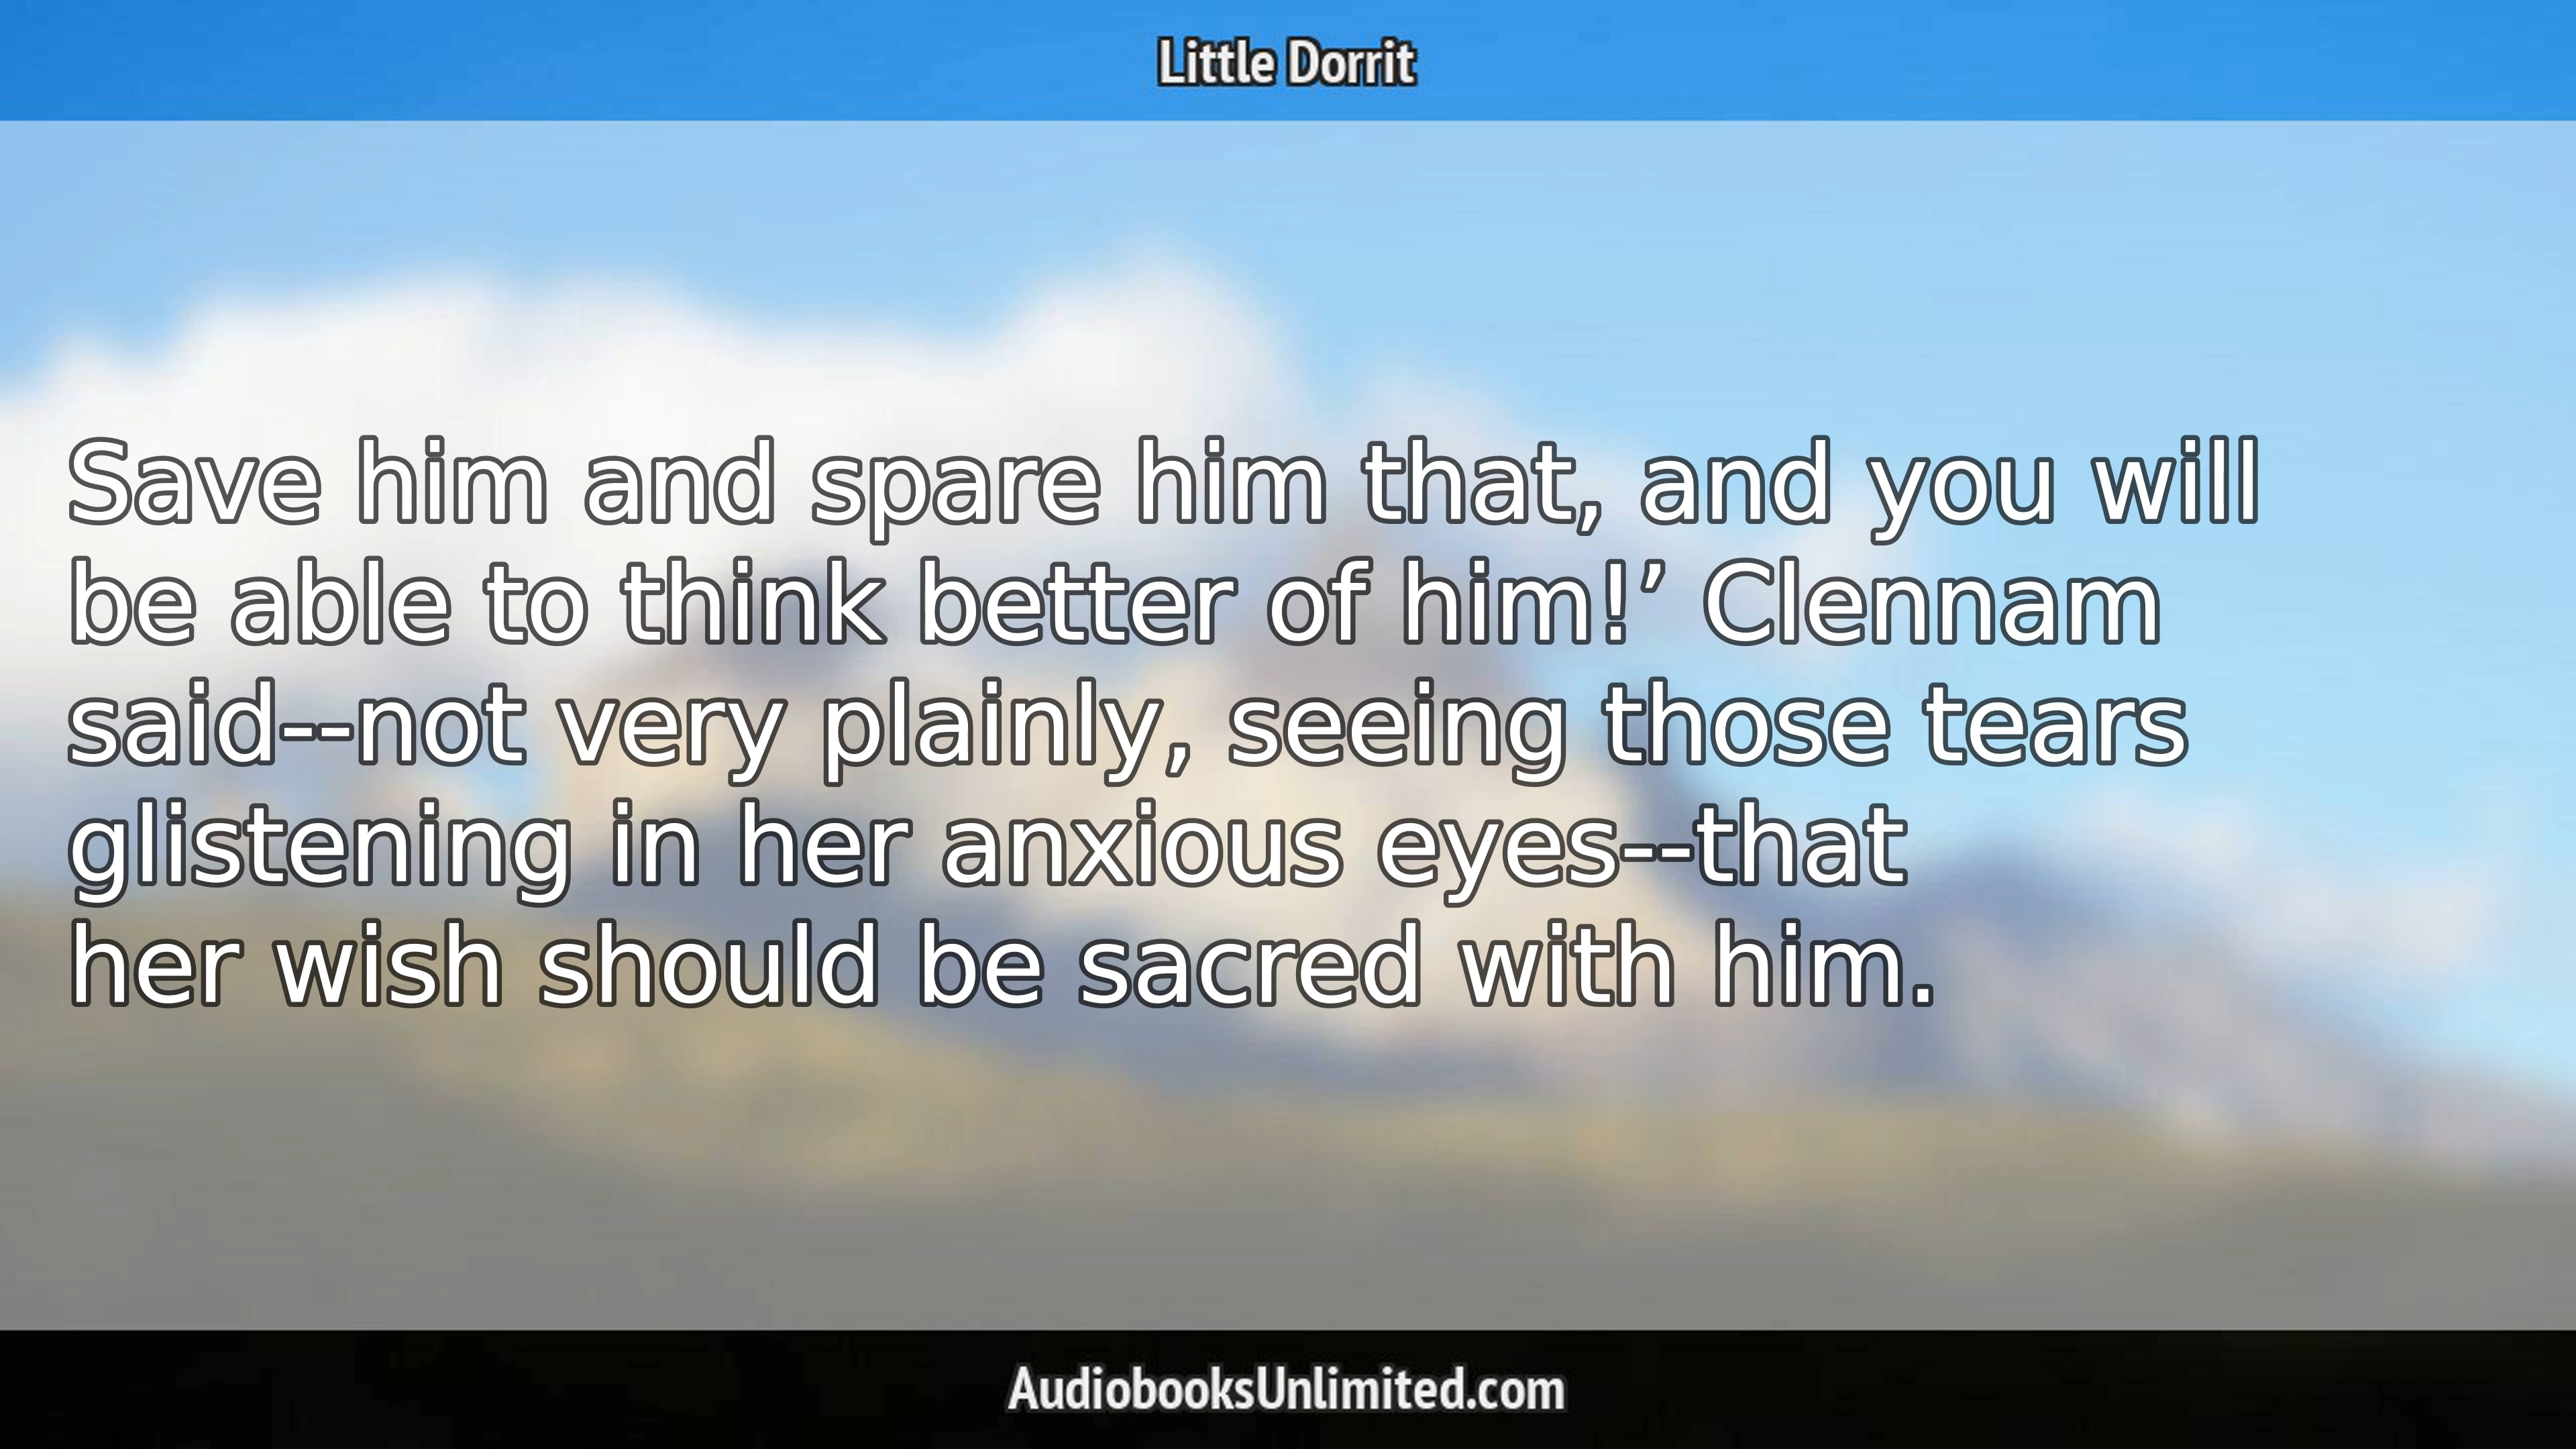 Little Dorrit
Save him and spare him that, and you will
be able to think better of him!’ Clennam
said--not very plainly, seeing those tears
glistening in her anxious eyes--that
her wish should be sacred with him.
AudiobooksUnlimited.com